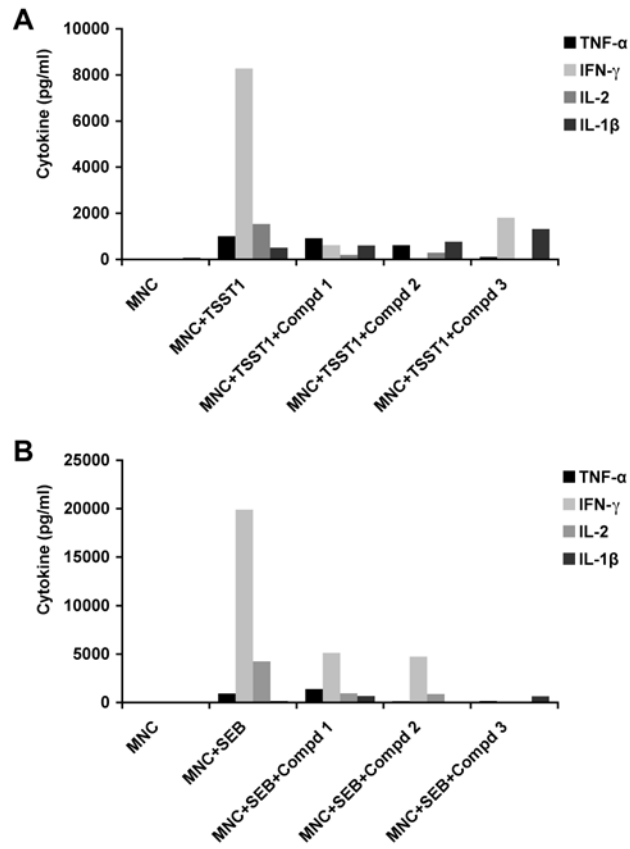 A
Cytokine (pg/ml)
10000
8000
6000
4000
2000
0
MNC
MNC+TSST1
MNC+TSST1+Compd 1
MNC+TSST1+Compd 2
MNC+TSST1+Compd 3
TNF-α
IFN-γ
IL-2
IL-1β
B
Cytokine (pg/ml)
25000
20000
15000
10000
5000
0
MNC
MNC+SEB
MNC+SEB+Compd 1
MNC+SEB+Compd 2
MNC+SEB+Compd 3
TNF-α
IFN-γ
IL-2
IL-1β